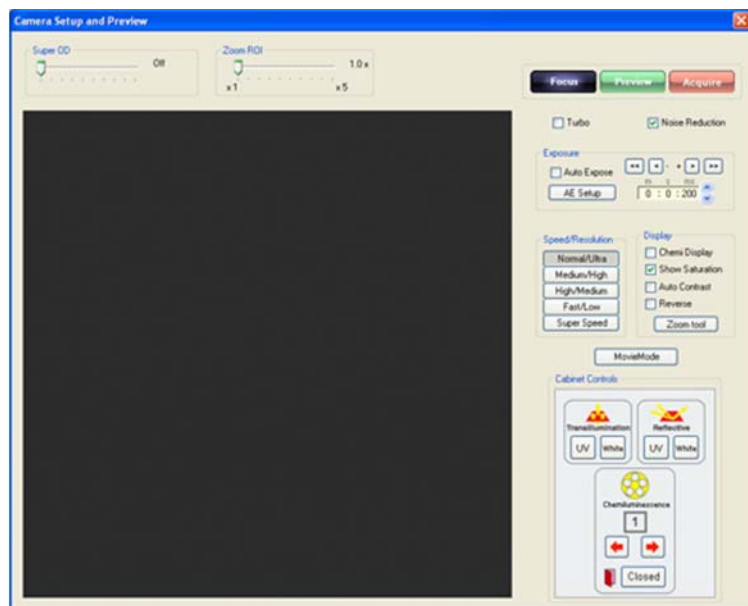 Camera Setup and Preview
Super OD
Off
Zoom ROI
1.0 x
x 1
x 5
Focus
Preview
Acquire
Turbo
Noise Reduction
Exposure
Auto Expose
<< < - + > >>
AE Setup
m s ms
0 : 0 : 200
Speed/Resolution
Normal/Ultra
Medium/High
High/Medium
Fast/Low
Super Speed
Display
Chemi Display
Show Saturation
Auto Contrast
Reverse
Zoom tool
MovieMode
Cabinet Controls
Transillumination
UV White
Reflective
UV White
Chemiluminescence
1
Closed